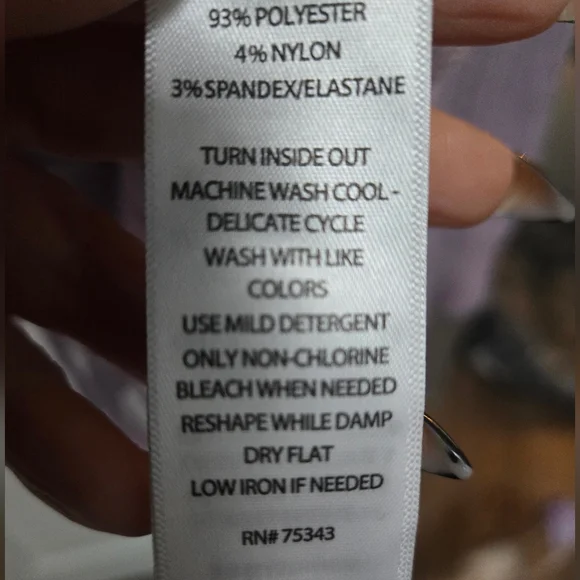 93% POLYESTER
4% NYLON
3% SPANDEX/ELASTANE
TURN INSIDE OUT
MACHINE WASH COOL -
DELICATE CYCLE
WASH WITH LIKE
COLORS
USE MILD DETERGENT
ONLY NON-CHLORINE
BLEACH WHEN NEEDED
RESHAPE WHILE DAMP
DRY FLAT
LOW IRON IF NEEDED
RN# 75343